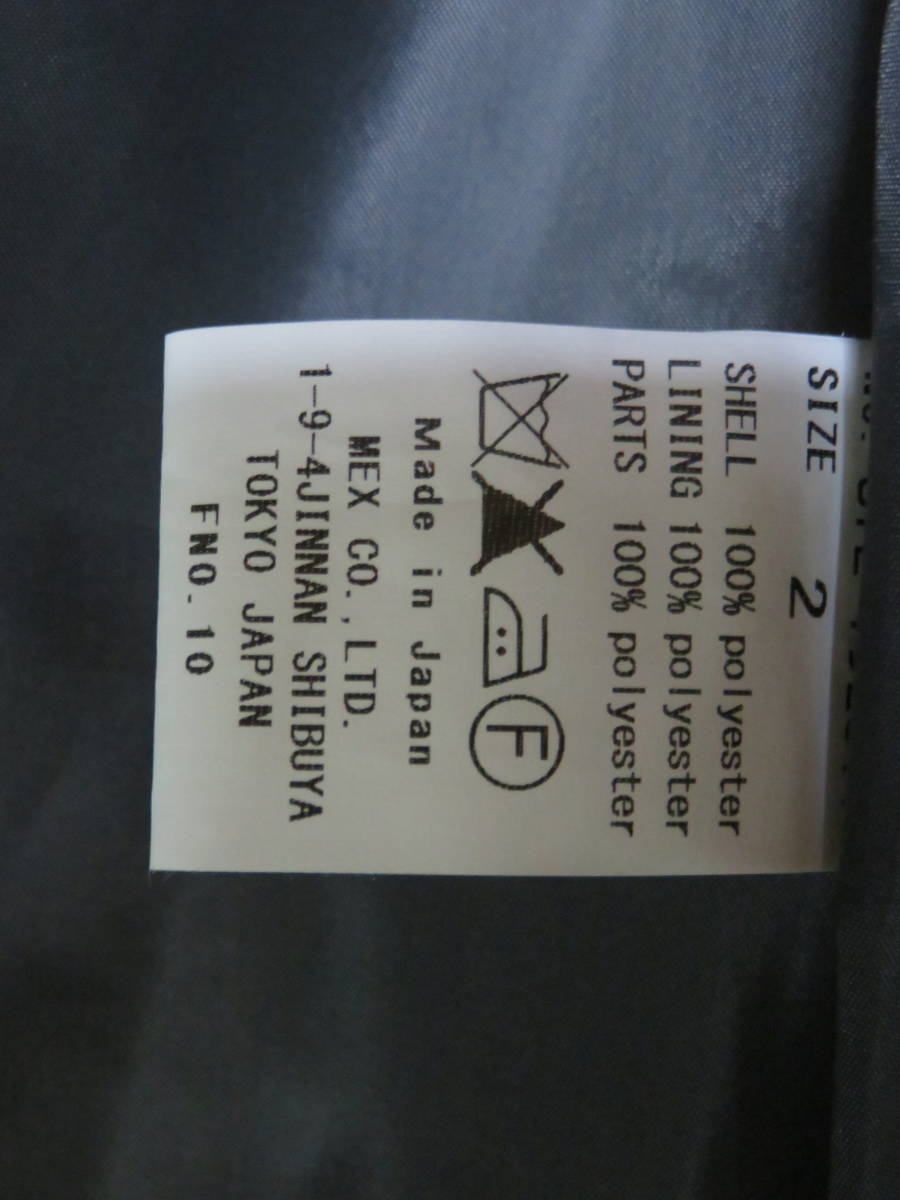 SIZE 2
SHELL 100% polyester
LINING 100% polyester
PARTS 100% polyester
F
Made in Japan
MEX CO.,LTD.
1-9-4JINNAN SHIBUYA
TOKYO JAPAN
FNO.10